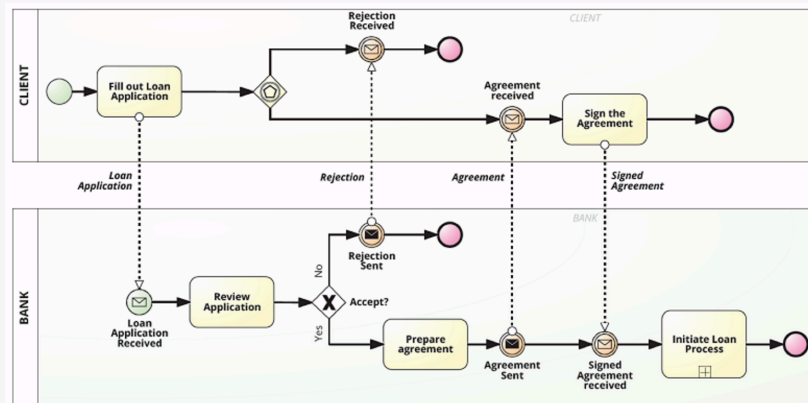 CLIENT
CLIENT
Rejection
Received
Fill out Loan
Application
Agreement
received
Sign the
Agreement
Loan
Application
Rejection
Agreement
Signed
Agreement
BANK
BANK
Rejection
Sent
No
Review
Application
Accept?
Loan
Application
Received
Yes
Prepare
agreement
Agreement
Sent
Signed
Agreement
received
Initiate Loan
Process